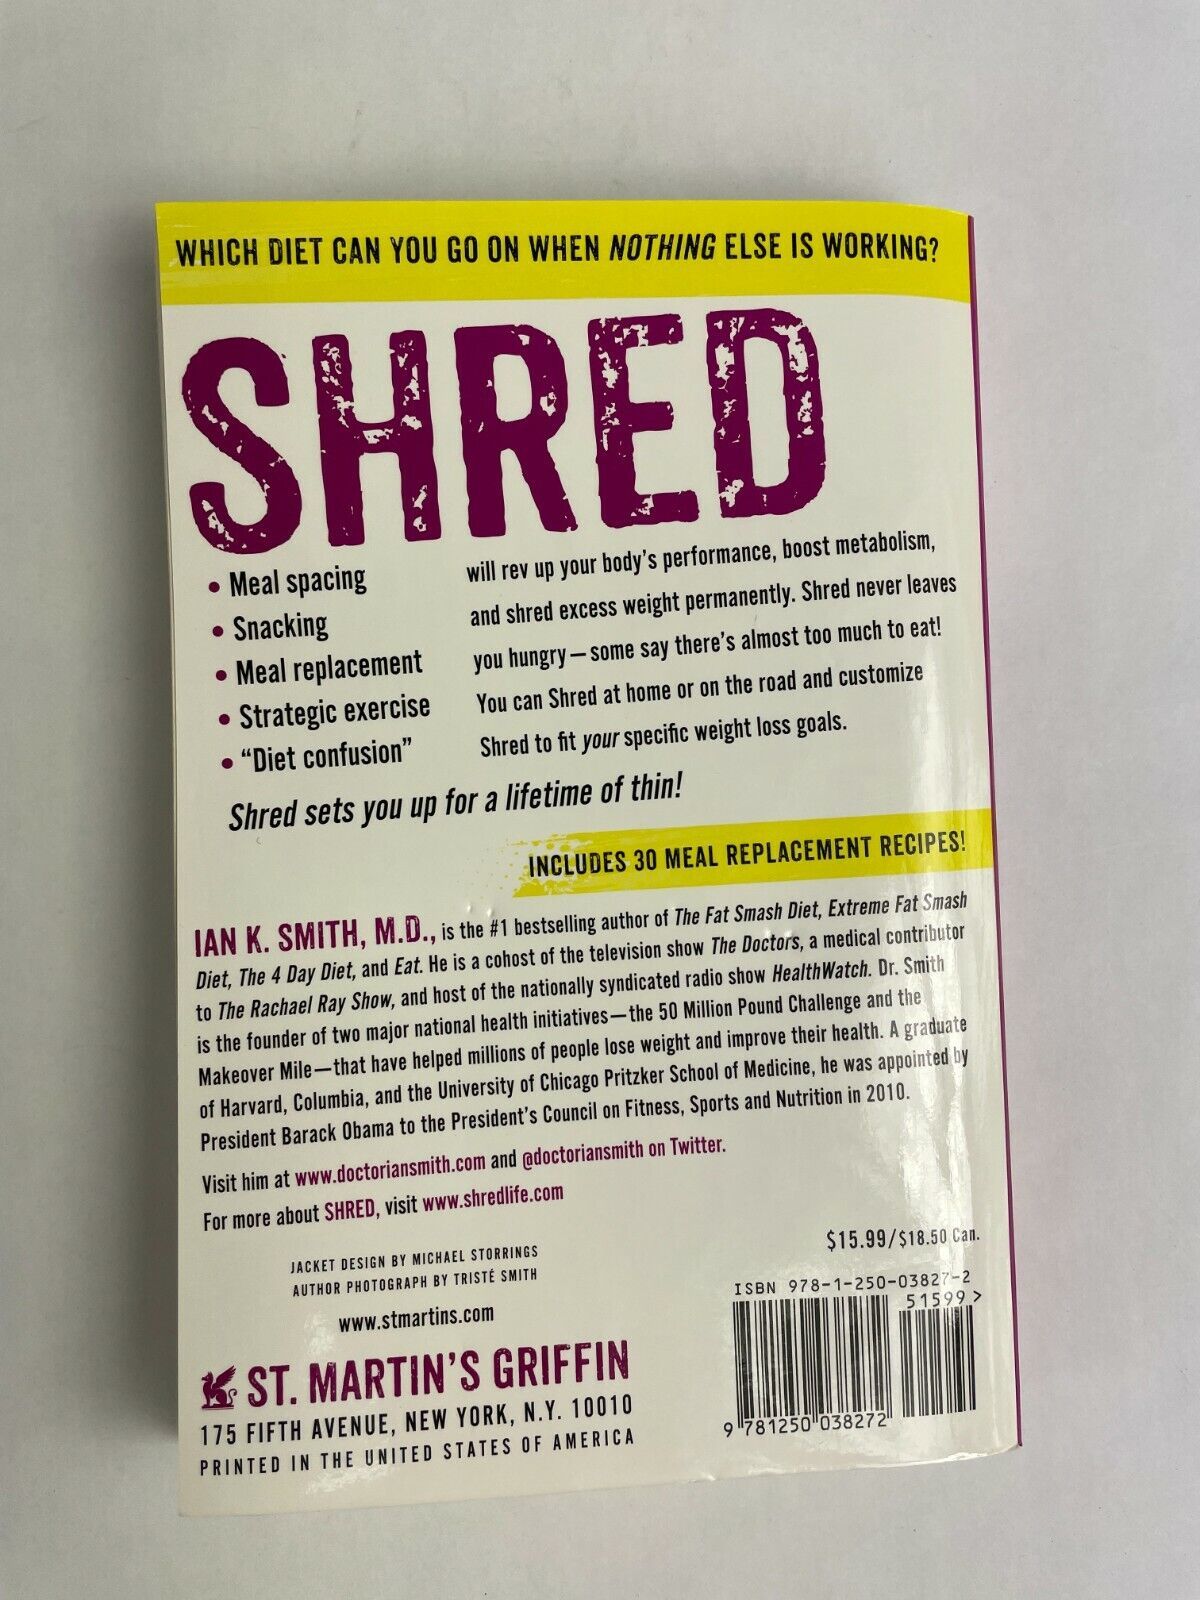 WHICH DIET CAN YOU GO ON WHEN NOTHING ELSE IS WORKING?
SHRED
• Meal spacing
• Snacking
• Meal replacement
• Strategic exercise
• “Diet confusion”
will rev up your body’s performance, boost metabolism,
and shred excess weight permanently. Shred never leaves
you hungry—some say there’s almost too much to eat!
You can Shred at home or on the road and customize
Shred to fit your specific weight loss goals.
Shred sets you up for a lifetime of thin!
INCLUDES 30 MEAL REPLACEMENT RECIPES!
IAN K. SMITH, M.D., is the #1 bestselling author of The Fat Smash Diet, Extreme Fat Smash
Diet, The 4 Day Diet, and Eat. He is a cohost of the television show The Doctors, a medical contributor
to The Rachael Ray Show, and host of the nationally syndicated radio show HealthWatch. Dr. Smith
is the founder of two major national health initiatives—the 50 Million Pound Challenge and the
Makeover Mile—that have helped millions of people lose weight and improve their health. A graduate
of Harvard, Columbia, and the University of Chicago Pritzker School of Medicine, he was appointed by
President Barack Obama to the President’s Council on Fitness, Sports and Nutrition in 2010.
Visit him at www.doctoriansmith.com and @doctoriansmith on Twitter.
For more about SHRED, visit www.shredlife.com
JACKET DESIGN BY MICHAEL STORRINGS
AUTHOR PHOTOGRAPH BY TRISTÉ SMITH
www.stmartins.com
ST. MARTIN’S GRIFFIN
175 FIFTH AVENUE, NEW YORK, N.Y. 10010
PRINTED IN THE UNITED STATES OF AMERICA
$15.99/$18.50 Can.
ISBN 978-1-250-03827-2
51599>
9 781250 038272